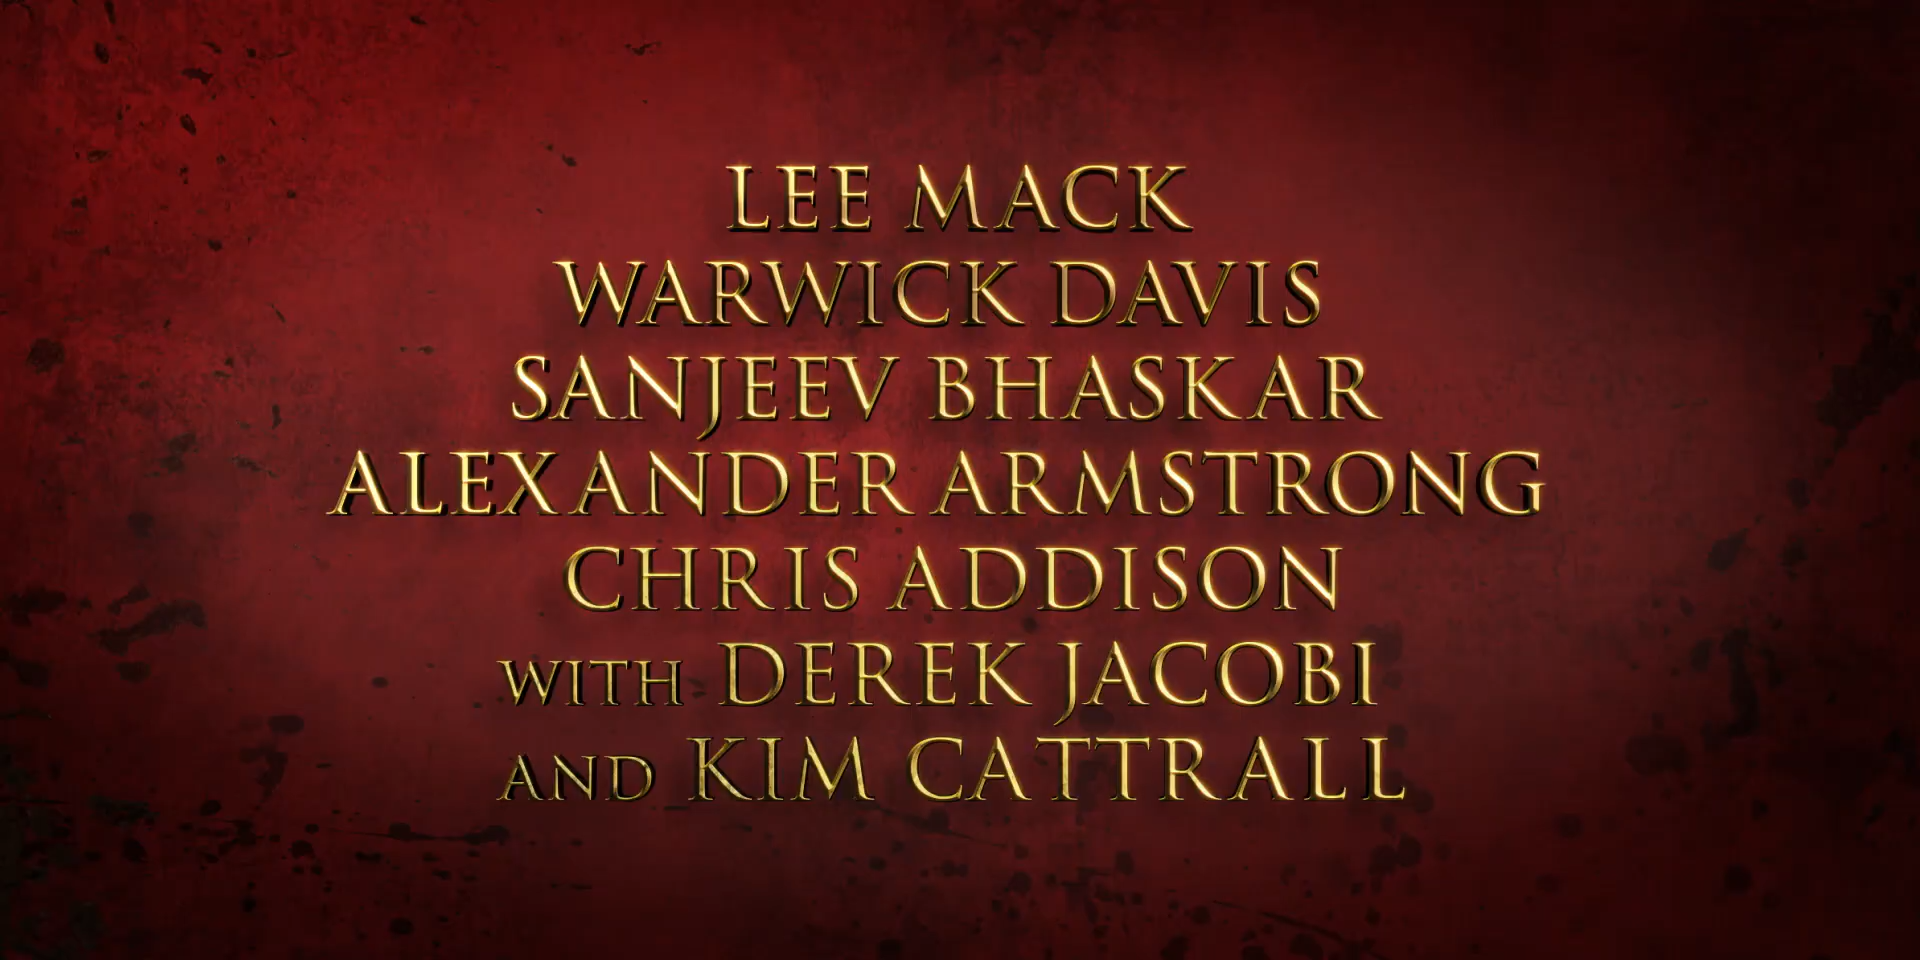 LEE MACK
WARWICK DAVIS
SANJEEV BHASKAR
ALEXANDER ARMSTRONG
CHRIS ADDISON
WITH DEREK JACOBI
AND KIM CATTRALL